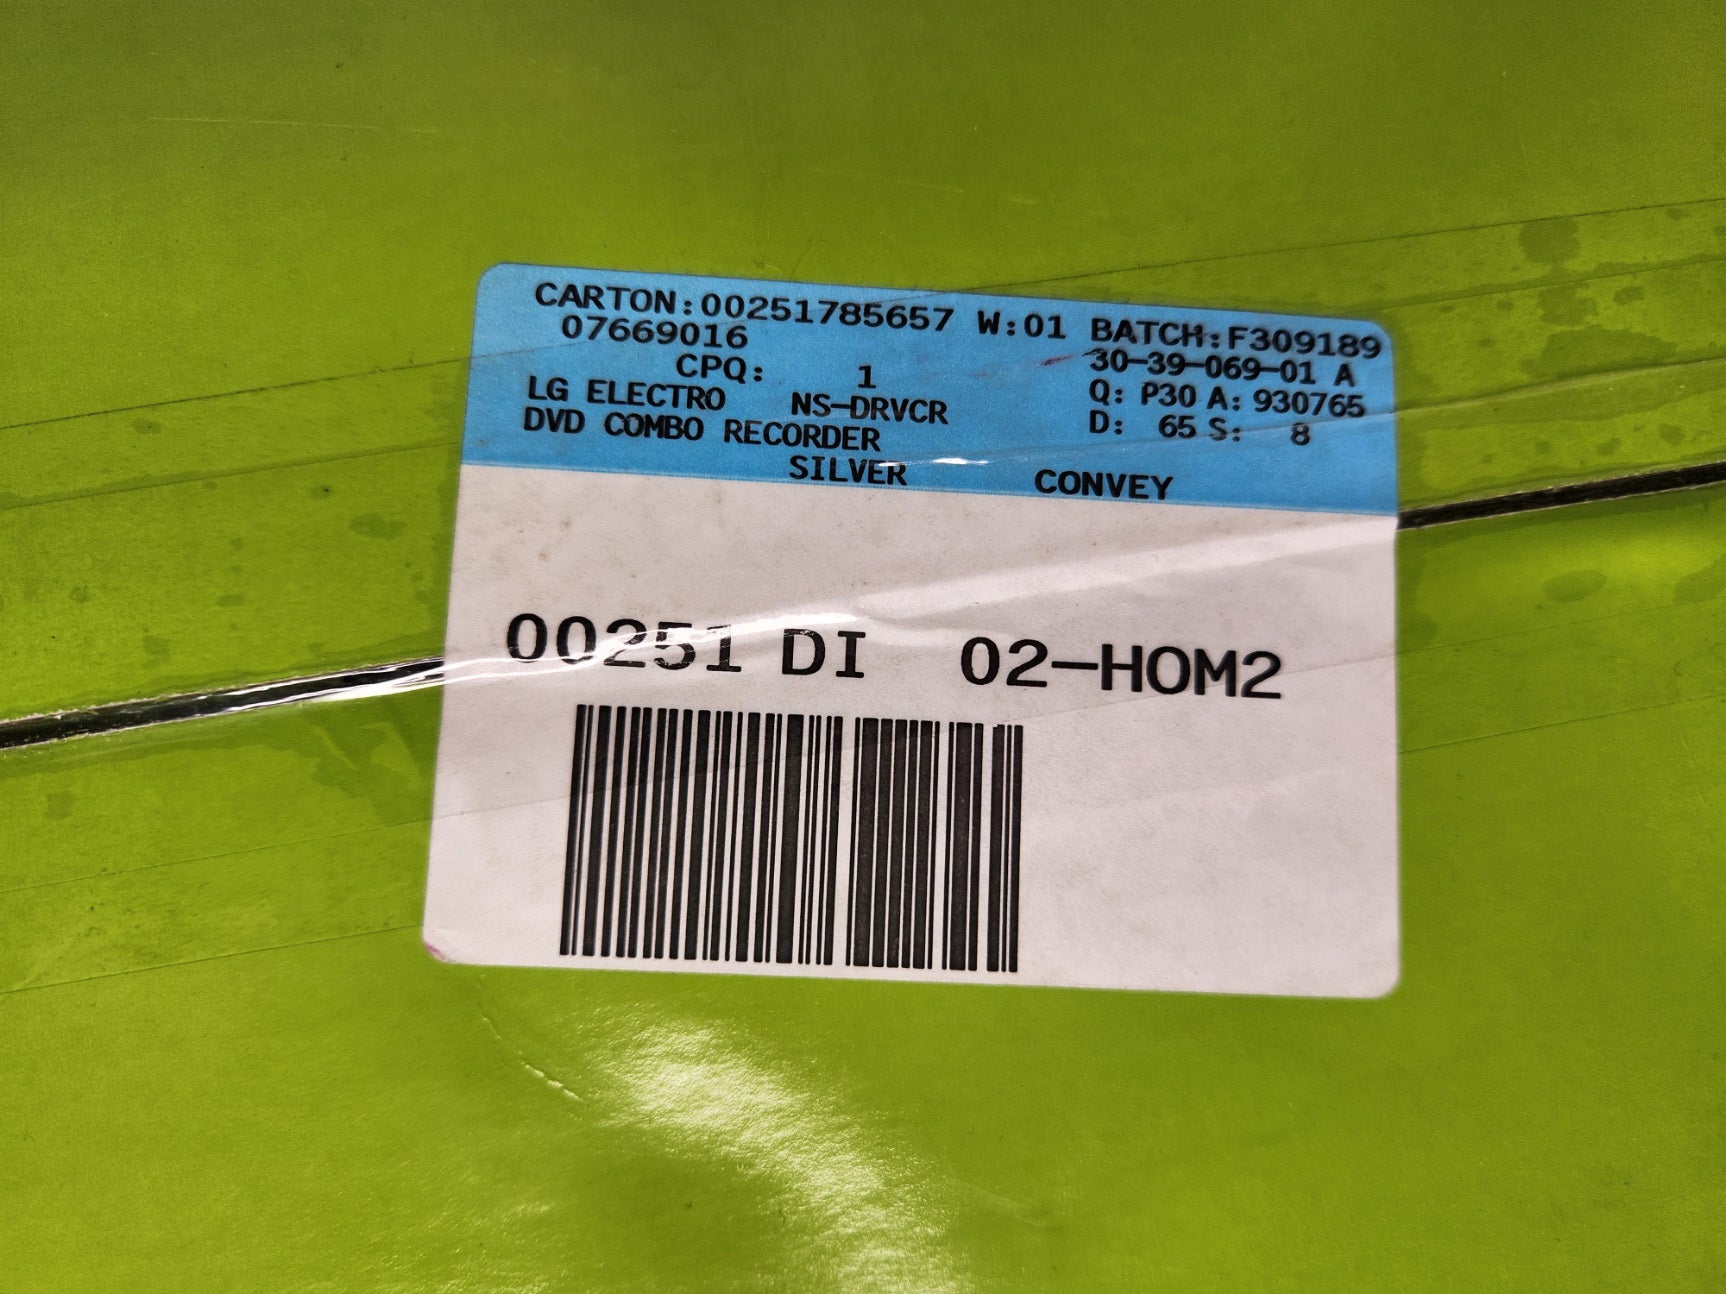 CARTON:00251785657 W:01 BATCH:F309189
07669016 30-39-069-01 A
CPQ: 1 Q: P30 A: 930765
LG ELECTRO NS-DRVCR D: 65 S: 8
DVD COMBO RECORDER
SILVER CONVEY
00251 DI 02-HOM2